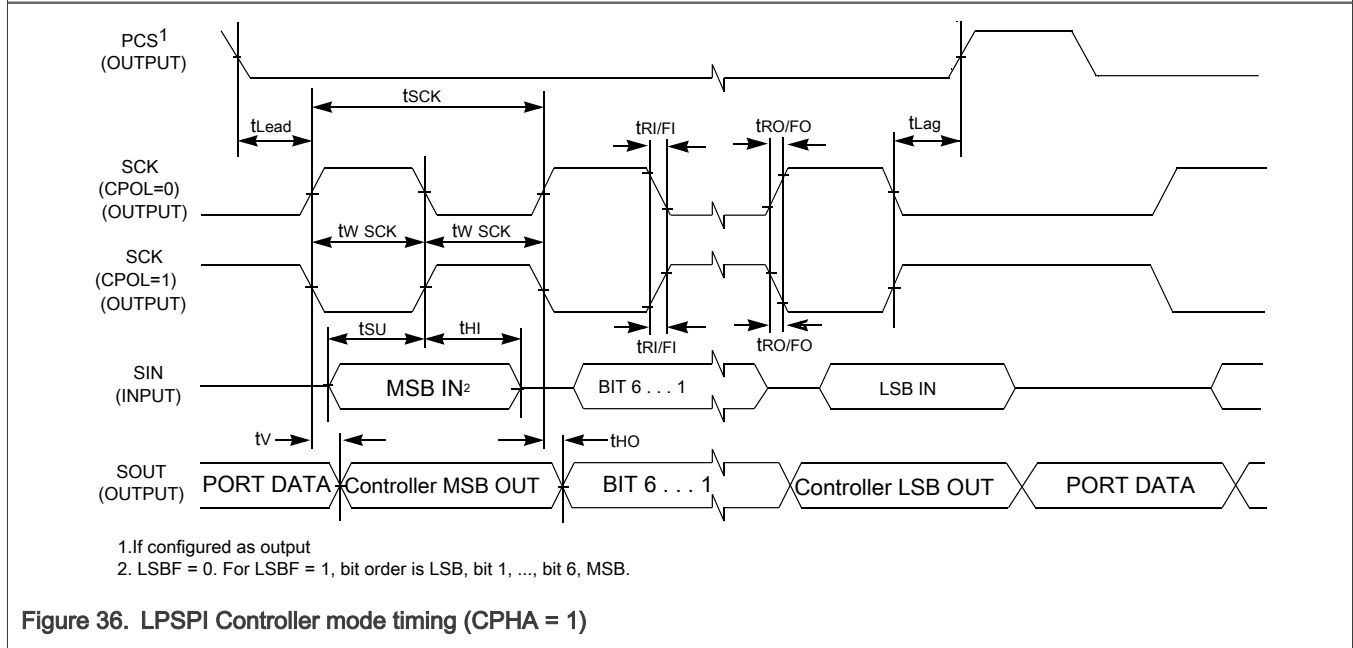 PCS1
(OUTPUT)
tSCK
tLead
tRI/FI
tRO/FO
tLag
SCK
(CPOL=0)
(OUTPUT)
tW SCK
tW SCK
SCK
(CPOL=1)
(OUTPUT)
tSU
tHI
tRI/FI
tRO/FO
SIN
(INPUT)
MSB IN2
BIT 6 . . . 1
LSB IN
tV
tHO
SOUT
(OUTPUT)
PORT DATA
Controller MSB OUT
BIT 6 . . . 1
Controller LSB OUT
PORT DATA
1.If configured as output
2. LSBF = 0. For LSBF = 1, bit order is LSB, bit 1, ..., bit 6, MSB.
Figure 36. LPSPI Controller mode timing (CPHA = 1)